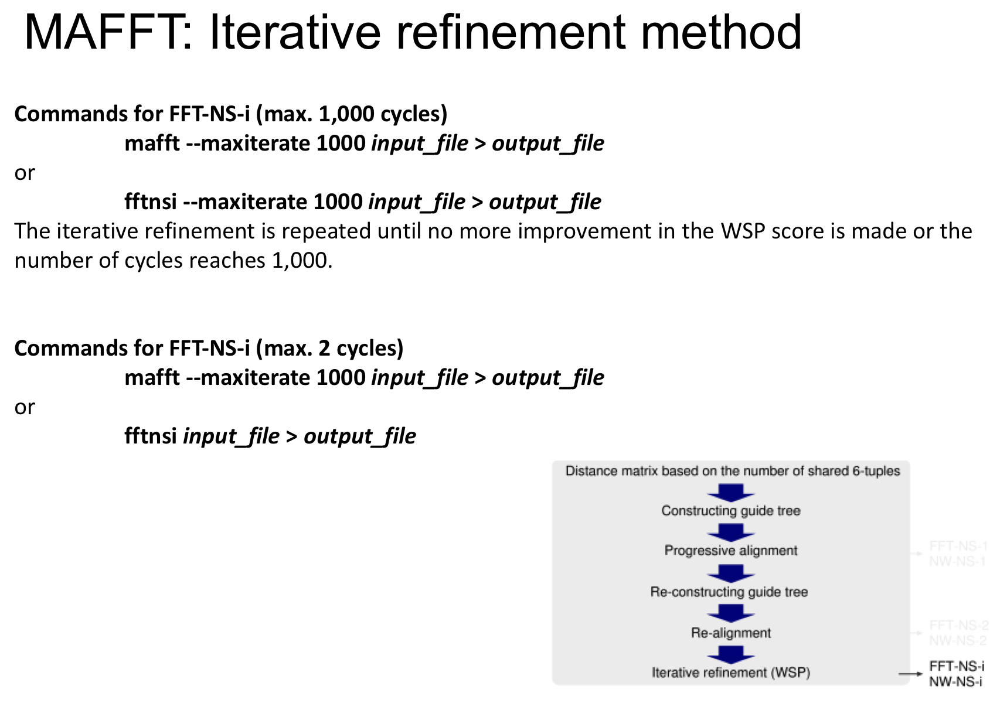 MAFFT: Iterative refinement method
Commands for FFT-NS-i (max. 1,000 cycles)
mafft --maxiterate 1000 input_file > output_file
or
fftnsi --maxiterate 1000 input_file > output_file
The iterative refinement is repeated until no more improvement in the WSP score is made or the
number of cycles reaches 1,000.
Commands for FFT-NS-i (max. 2 cycles)
mafft --maxiterate 1000 input_file > output_file
or
fftnsi input_file > output_file
Distance matrix based on the number of shared 6-tuples
Constructing guide tree
Progressive alignment
FFT-NS-1
NW-NS-1
Re-constructing guide tree
Re-alignment
FFT-NS-2
NW-NS-2
Iterative refinement (WSP)
FFT-NS-i
NW-NS-i